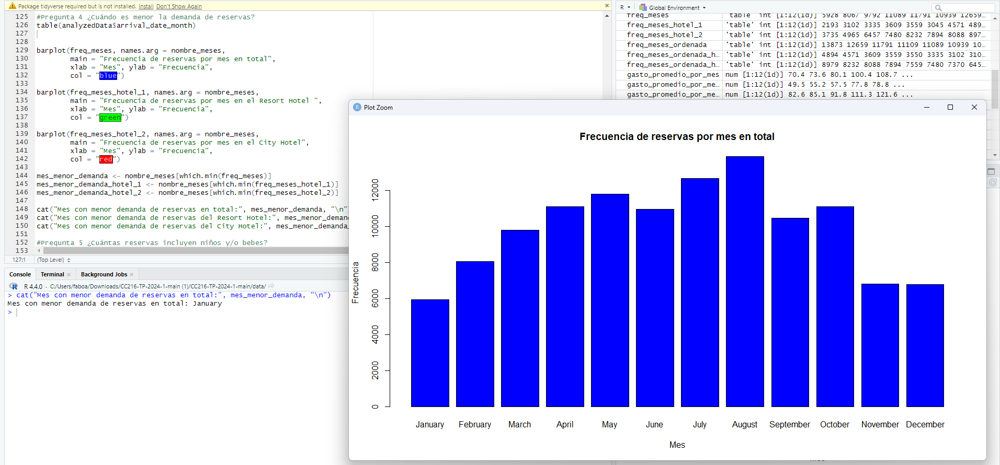 Package tidyverse required but is not installed. Install Don't Show Again
125 #Pregunta 4 ¿Cuándo es menor la demanda de reservas?
126 table(analyzedData$arrival_date_month)
127
128
129 barplot(freq_meses, names.arg = nombre_meses,
130 main = "Frecuencia de reservas por mes en total",
131 xlab = "Mes", ylab = "Frecuencia",
132 col = "blue")
133
134 barplot(freq_meses_hotel_1, names.arg = nombre_meses,
135 main = "Frecuencia de reservas por mes en el Resort Hotel ",
136 xlab = "Mes", ylab = "Frecuencia",
137 col = "green")
138
139 barplot(freq_meses_hotel_2, names.arg = nombre_meses,
140 main = "Frecuencia de reservas por mes en el City Hotel",
141 xlab = "Mes", ylab = "Frecuencia",
142 col = "red")
143
144 mes_menor_demanda <- nombre_meses[which.min(freq_meses)]
145 mes_menor_demanda_hotel_1 <- nombre_meses[which.min(freq_meses_hotel_1)]
146 mes_menor_demanda_hotel_2 <- nombre_meses[which.min(freq_meses_hotel_2)]
147
148 cat("Mes con menor demanda de reservas en total:", mes_menor_demanda, "\n")
149 cat("Mes con menor demanda de reservas del Resort Hotel:", mes_menor_deman
150 cat("Mes con menor demanda de reservas del City Hotel:", mes_menor_demanda_
151
152 #Pregunta 5 ¿Cuántas reservas incluyen niños y/o bebes?
153
127:1 (Top Level)
Console Terminal Background Jobs
R 4.4.0 · C:/Users/faboa/Downloads/CC216-TP-2024-1-main (1)/CC216-TP-2024-1-main/data/
> cat("Mes con menor demanda de reservas en total:", mes_menor_demanda, "\n")
Mes con menor demanda de reservas en total: January
>
R Global Environment
freq_meses 'table' int [1:12(1d)] 5928 8067 9792 11089 11791 10939 12659...
freq_meses_hotel_1 'table' int [1:12(1d)] 2193 3102 3335 3609 3559 3045 4571 489...
freq_meses_hotel_2 'table' int [1:12(1d)] 3735 4965 6457 7480 8232 7894 8088 897...
freq_meses_ordenada 'table' int [1:12(1d)] 13873 12659 11791 11109 11089 10939 10...
freq_meses_ordenada_h... 'table' int [1:12(1d)] 4894 4571 3609 3559 3550 3335 3102 310...
freq_meses_ordenada_h... 'table' int [1:12(1d)] 8979 8232 8088 7894 7559 7480 7370 645...
gasto_promedio_por_mes num [1:12(1d)] 70.4 73.6 80.1 100.4 108.7 ...
gasto_promedio_por_me... num [1:12(1d)] 49.5 55.2 57.5 77.8 78.8 ...
gasto_promedio_por_me... num [1:12(1d)] 82.6 85.1 91.8 111.3 121.6 ...
R Plot Zoom
Frecuencia de reservas por mes en total
Frecuencia
12000
10000
8000
6000
4000
2000
0
January February March April May June July August September October November December
Mes